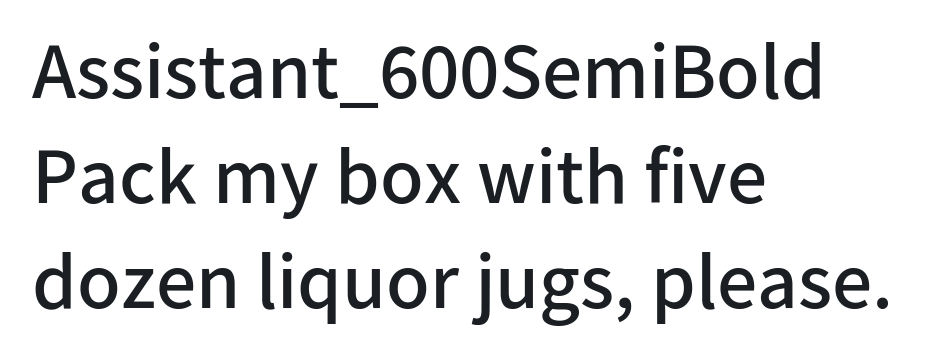 Assistant_600SemiBold
Pack my box with five
dozen liquor jugs, please.